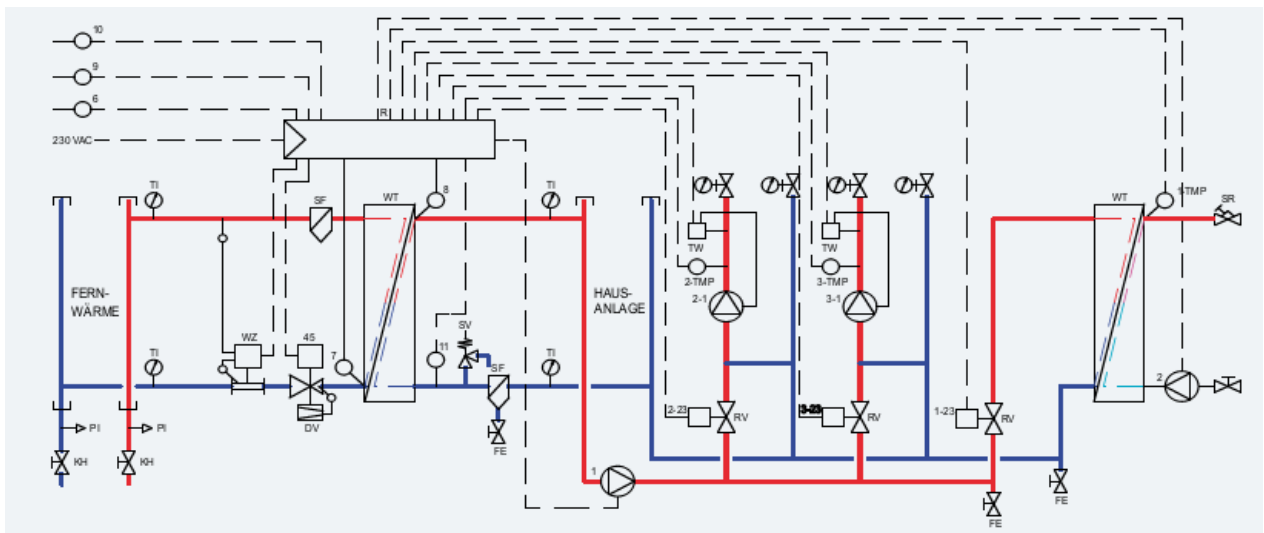 10
9
6
230 VAC
R
TI
SF
WT
8
TI
TW
2-TMP
2-1
TW
3-TMP
3-1
WT
1-TMP
SR
FERN-
WÄRME
HAUS-
ANLAGE
WZ
45
7
11
SV
SF
TI
TI
DV
FE
PI
PI
KH
KH
2-23
RV
3-23
RV
1-23
RV
2
1
FE
FE